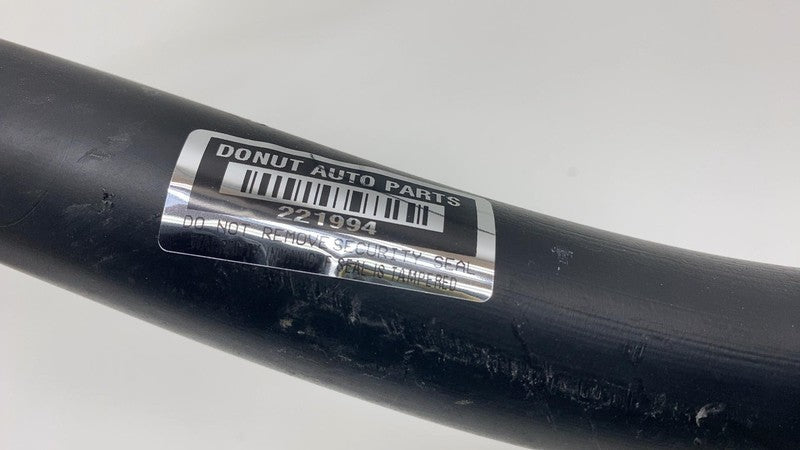 DONUT AUTO PARTS
221994
DO NOT REMOVE SECURITY SEAL
SEAL IS TAMPERED